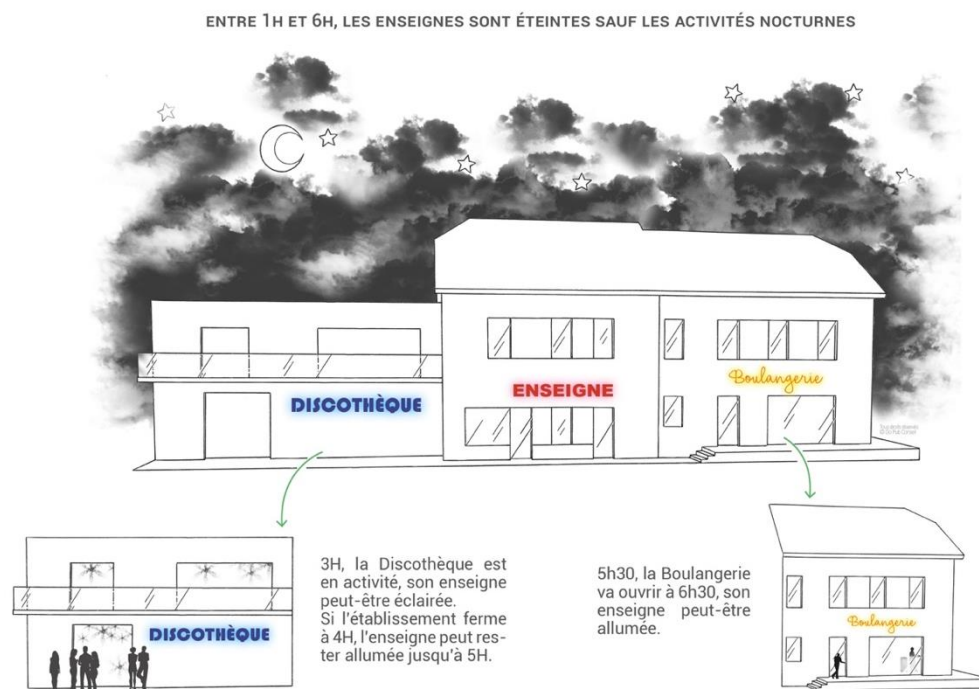 ENTRE 1H ET 6H, LES ENSEIGNES SONT ÉTEINTES SAUF LES ACTIVITÉS NOCTURNES
DISCOTHÈQUE
ENSEIGNE
Boulangerie
3H, la Discothèque est
en activité, son enseigne
peut-être éclairée.
Si l'établissement ferme
à 4H, l'enseigne peut res-
ter allumée jusqu'à 5H.
DISCOTHÈQUE
5h30, la Boulangerie
va ouvrir à 6h30, son
enseigne peut-être
allumée.
Boulangerie